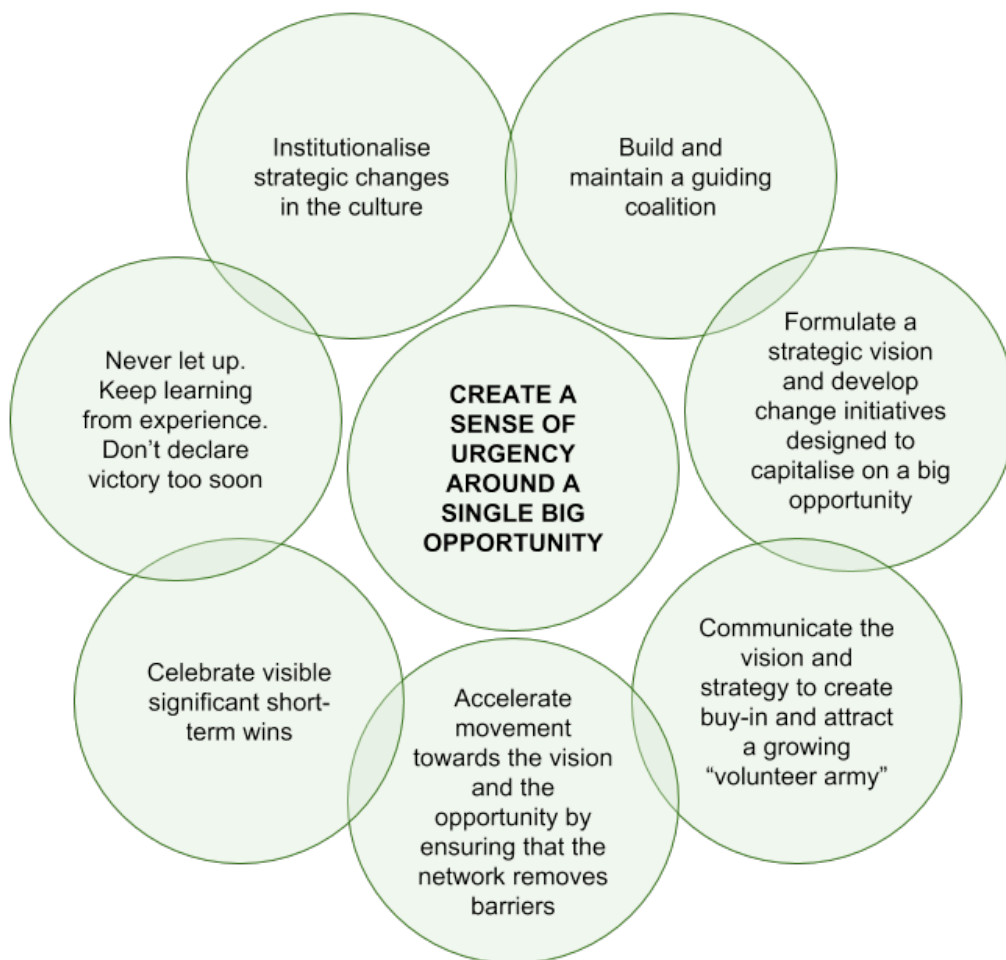 Institutionalise
strategic changes
in the culture
Build and
maintain a guiding
coalition
Formulate a
strategic vision
and develop
change initiatives
designed to
capitalise on a big
opportunity
Communicate the
vision and
strategy to create
buy-in and attract
a growing
“volunteer army”
Accelerate
movement
towards the vision
and the
opportunity by
ensuring that the
network removes
barriers
Celebrate visible
significant short-
term wins
Never let up.
Keep learning
from experience.
Don’t declare
victory too soon
CREATE A
SENSE OF
URGENCY
AROUND A
SINGLE BIG
OPPORTUNITY